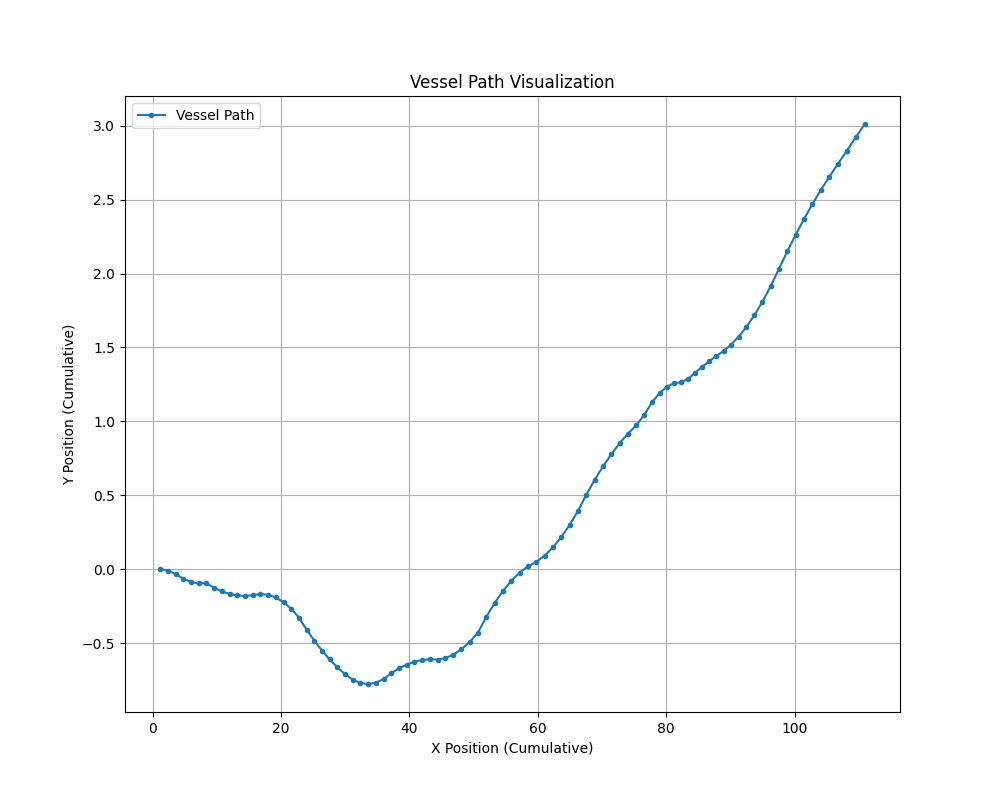 Vessel Path Visualization
Vessel Path
3.0
2.5
2.0
1.5
1.0
0.5
0.0
−0.5
Y Position (Cumulative)
0 20 40 60 80 100
X Position (Cumulative)